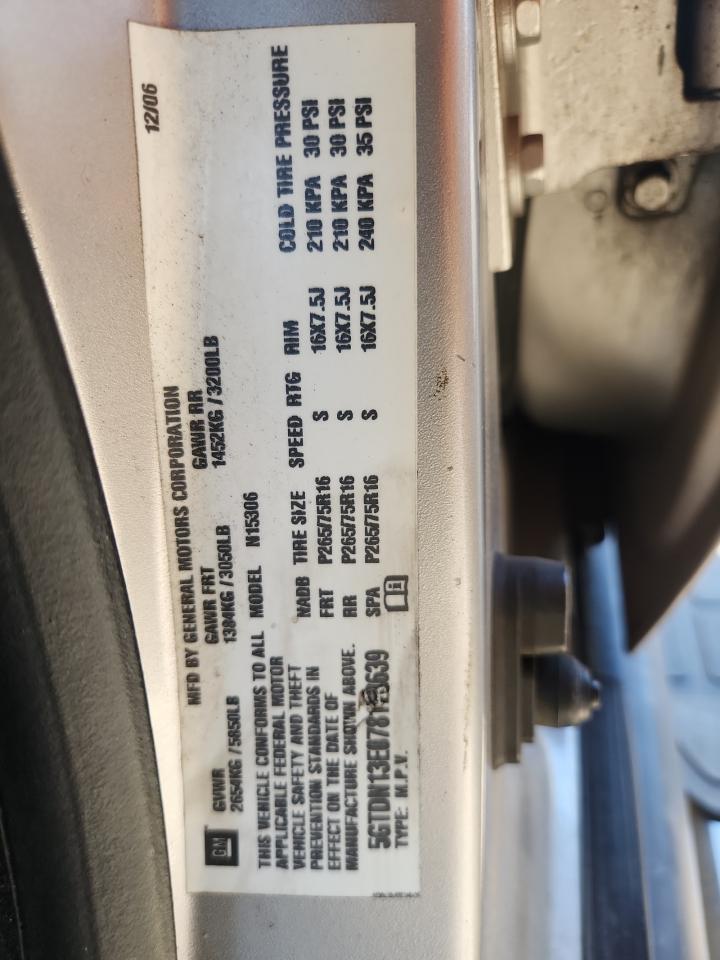 12/06
MFD BY GENERAL MOTORS CORPORATION
GVWR GAWR FRT GAWR RR
2654KG/5850LB 1384KG/3050LB 1452KG/3200LB
GM
THIS VEHICLE CONFORMS TO ALL
APPLICABLE FEDERAL MOTOR
VEHICLE SAFETY AND THEFT
PREVENTION STANDARDS IN
EFFECT ON THE DATE OF
MANUFACTURE SHOWN ABOVE.
TYPE: M.P.V.
MODEL N15306
NADB TIRE SIZE SPEED RTG RIM COLD TIRE PRESSURE
FRT P265/75R16 S 16X7.5J 210 KPA 30 PSI
RR P265/75R16 S 16X7.5J 210 KPA 30 PSI
SPA P265/75R16 S 16X7.5J 240 KPA 35 PSI